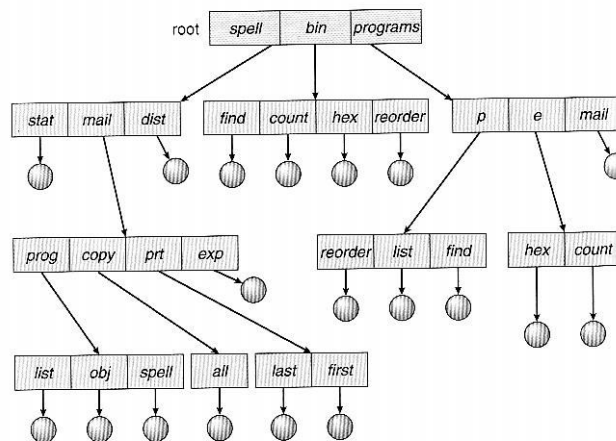 root spell bin programs
stat mail dist find count hex reorder p e mail
prog copy prt exp reorder list find hex count
list obj spell all last first